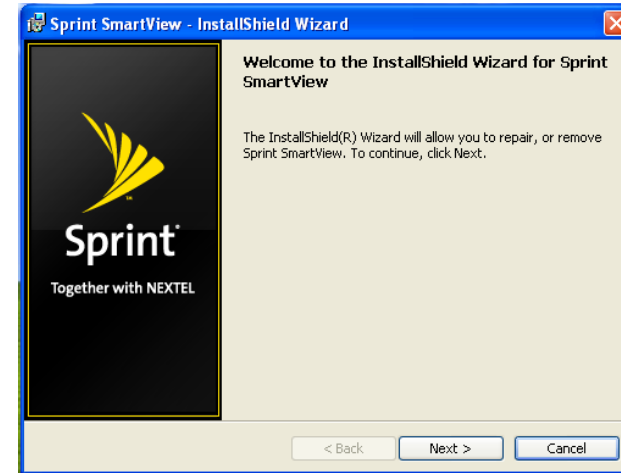 Sprint SmartView - InstallShield Wizard
Welcome to the InstallShield Wizard for Sprint
SmartView
The InstallShield(R) Wizard will allow you to repair, or remove
Sprint SmartView. To continue, click Next.
Sprint
Together with NEXTEL
< Back
Next >
Cancel